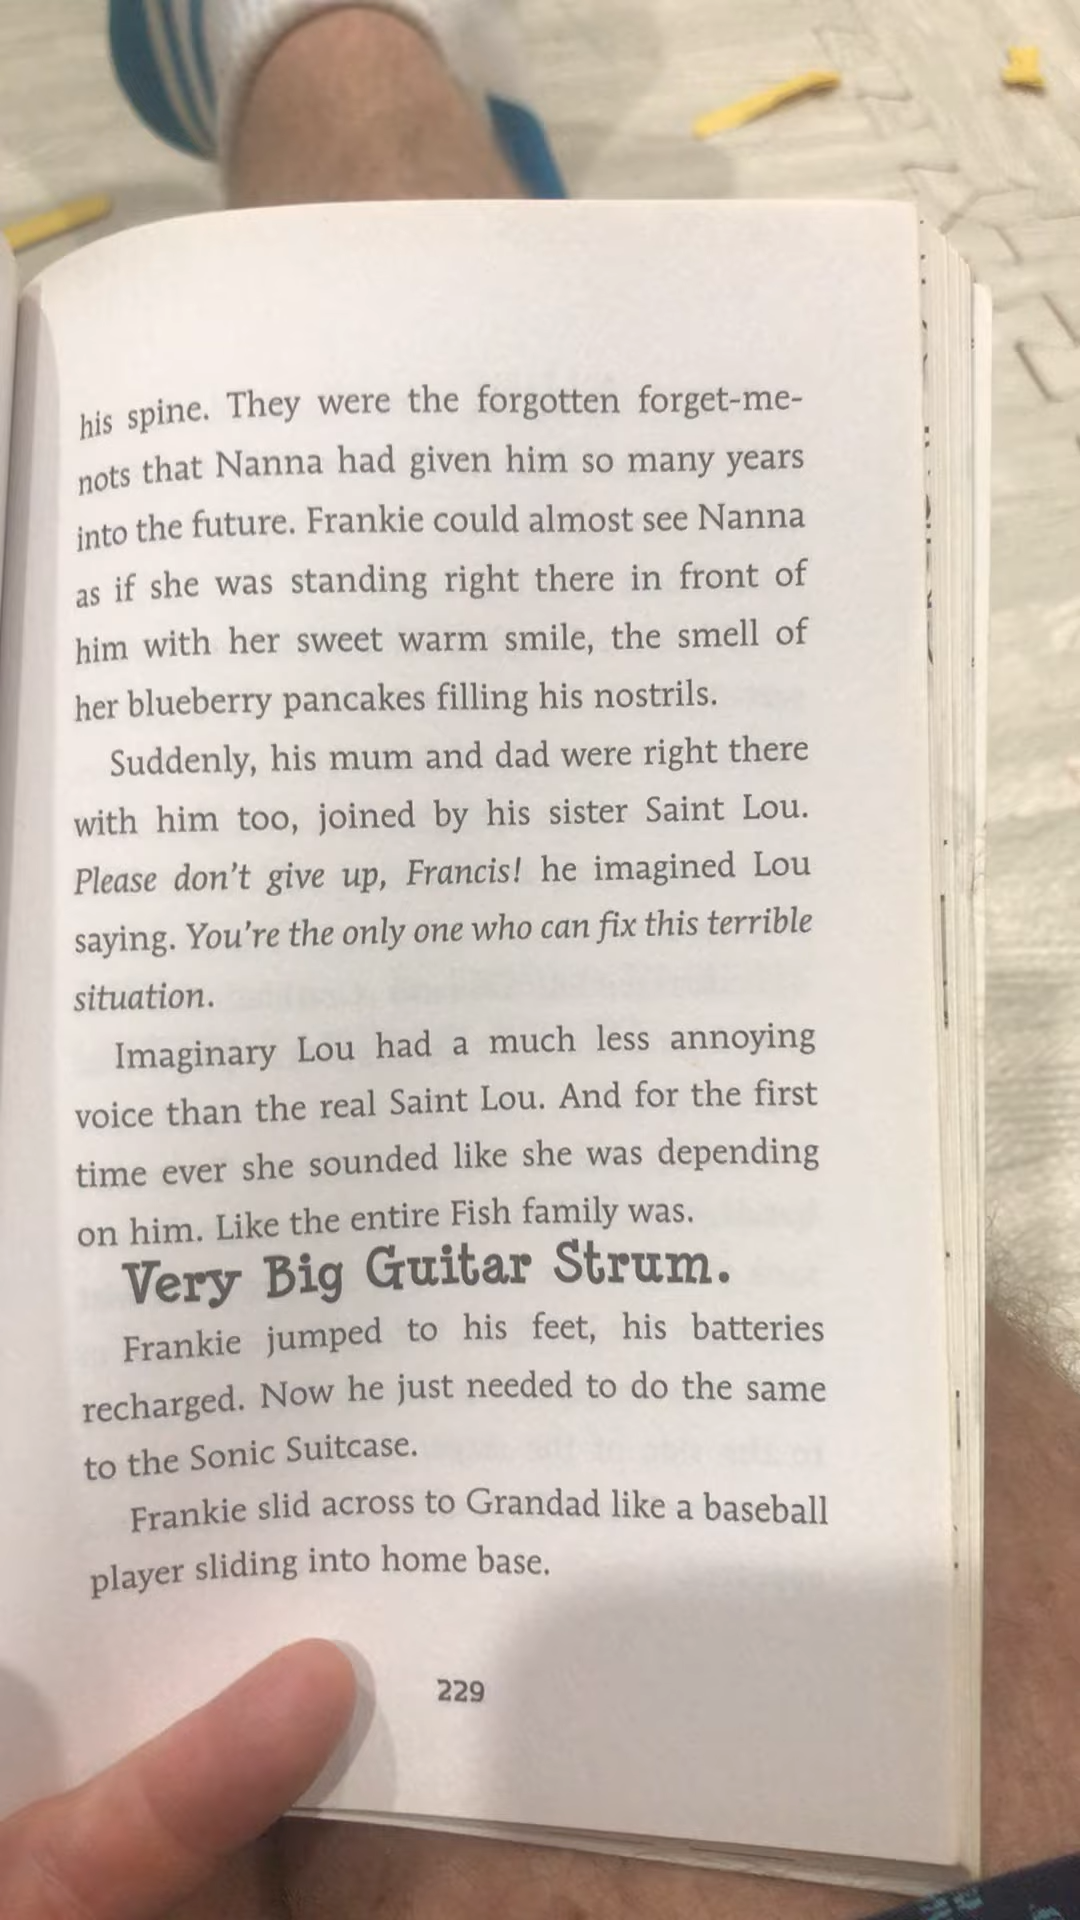 his spine. They were the forgotten forget-me-
nots that Nanna had given him so many years
into the future. Frankie could almost see Nanna
as if she was standing right there in front of
him with her sweet warm smile, the smell of
her blueberry pancakes filling his nostrils.
Suddenly, his mum and dad were right there
with him too, joined by his sister Saint Lou.
Please don't give up, Francis! he imagined Lou
saying. You're the only one who can fix this terrible
situation.
Imaginary Lou had a much less annoying
voice than the real Saint Lou. And for the first
time ever she sounded like she was depending
on him. Like the entire Fish family was.
Very Big Guitar Strum.
Frankie jumped to his feet, his batteries
recharged. Now he just needed to do the same
to the Sonic Suitcase.
Frankie slid across to Grandad like a baseball
player sliding into home base.
229